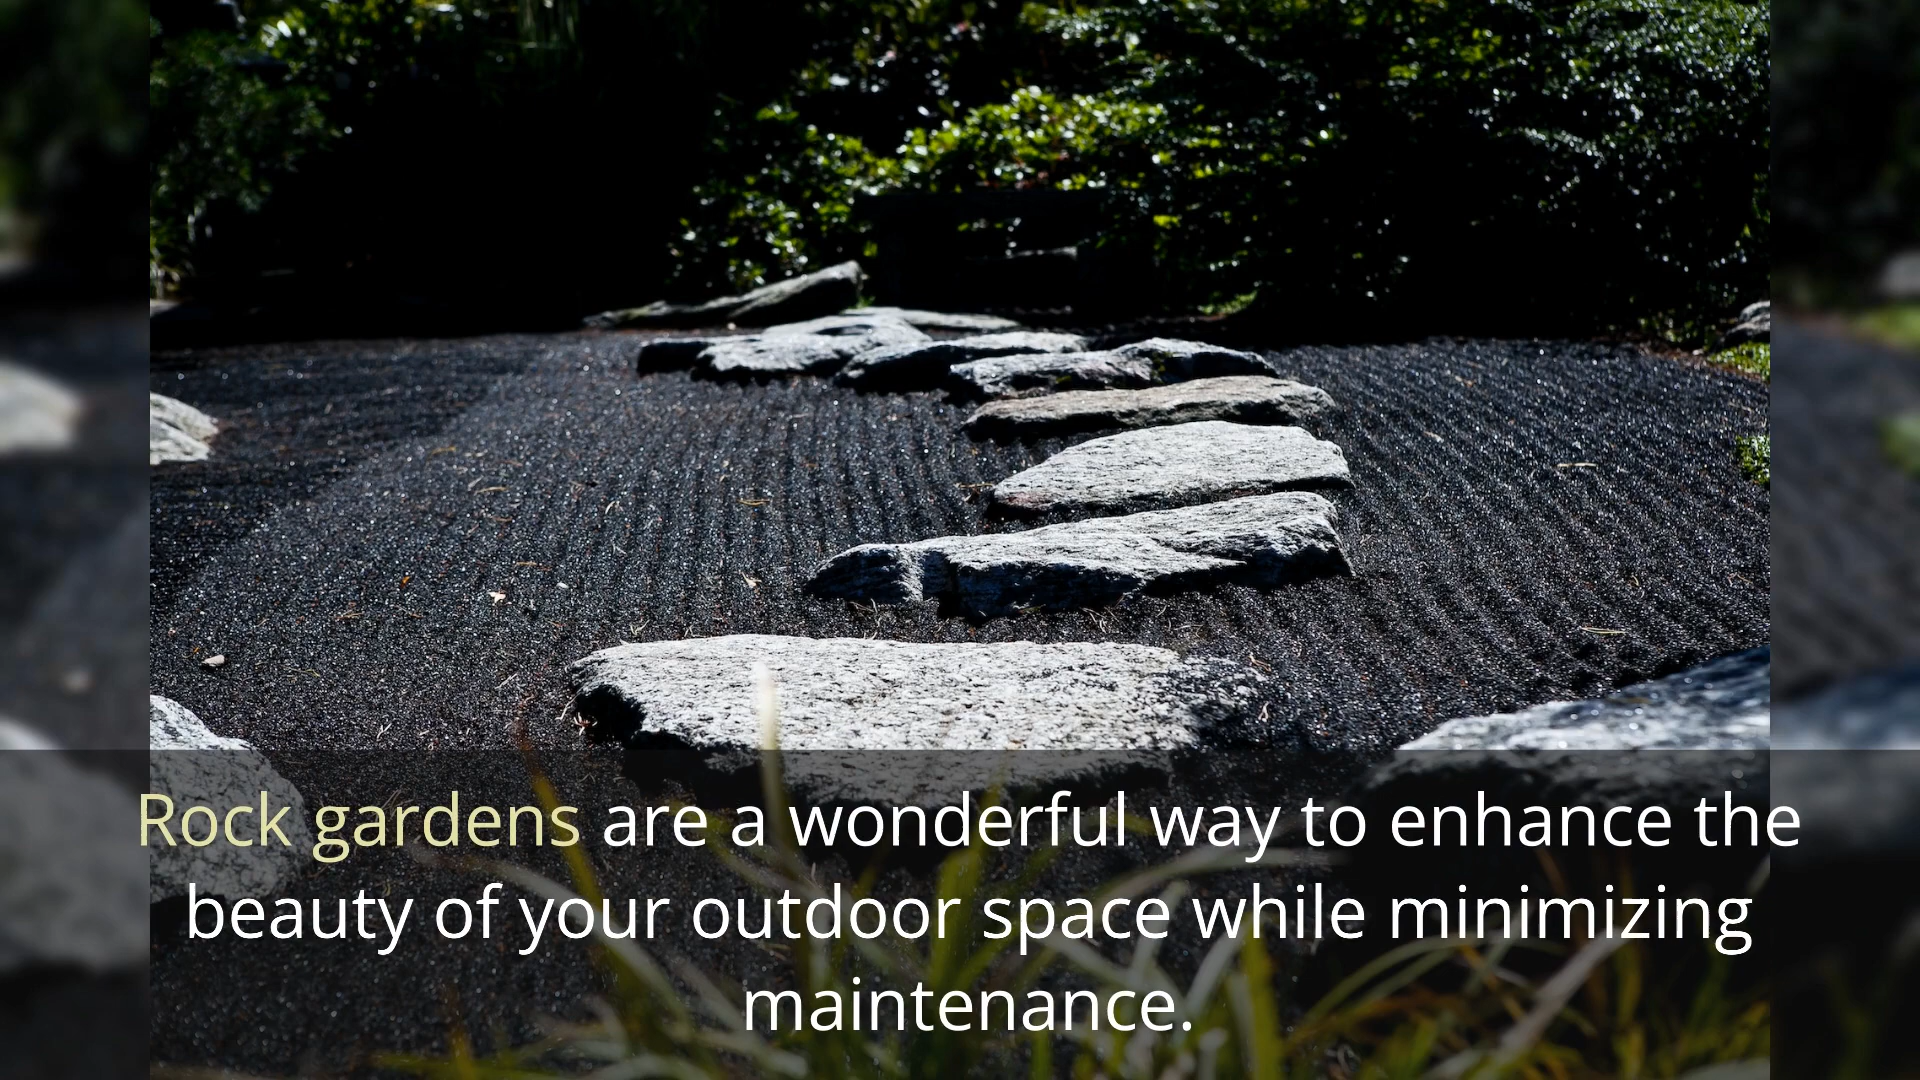 Rock gardens are a wonderful way to enhance the
beauty of your outdoor space while minimizing
maintenance.